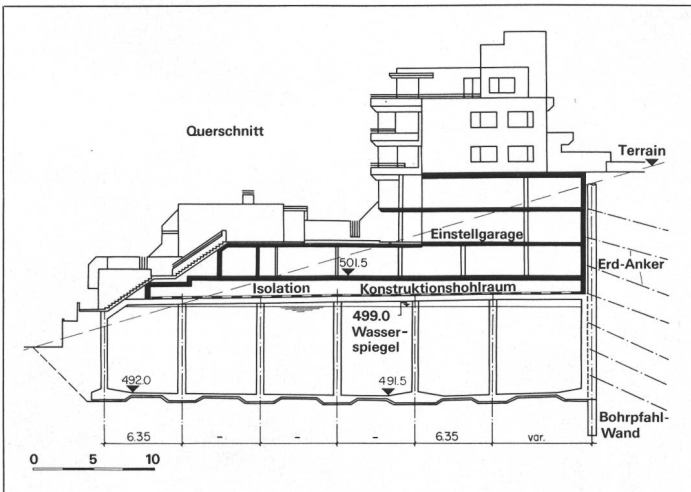 Querschnitt
Terrain
Einstellgarage
501.5
Erd-Anker
Isolation Konstruktionshohlraum
499.0
Wasser-
spiegel
492.0
491.5
Bohrpfahl-
Wand
6.35 - - - 6.35 var.
0 5 10